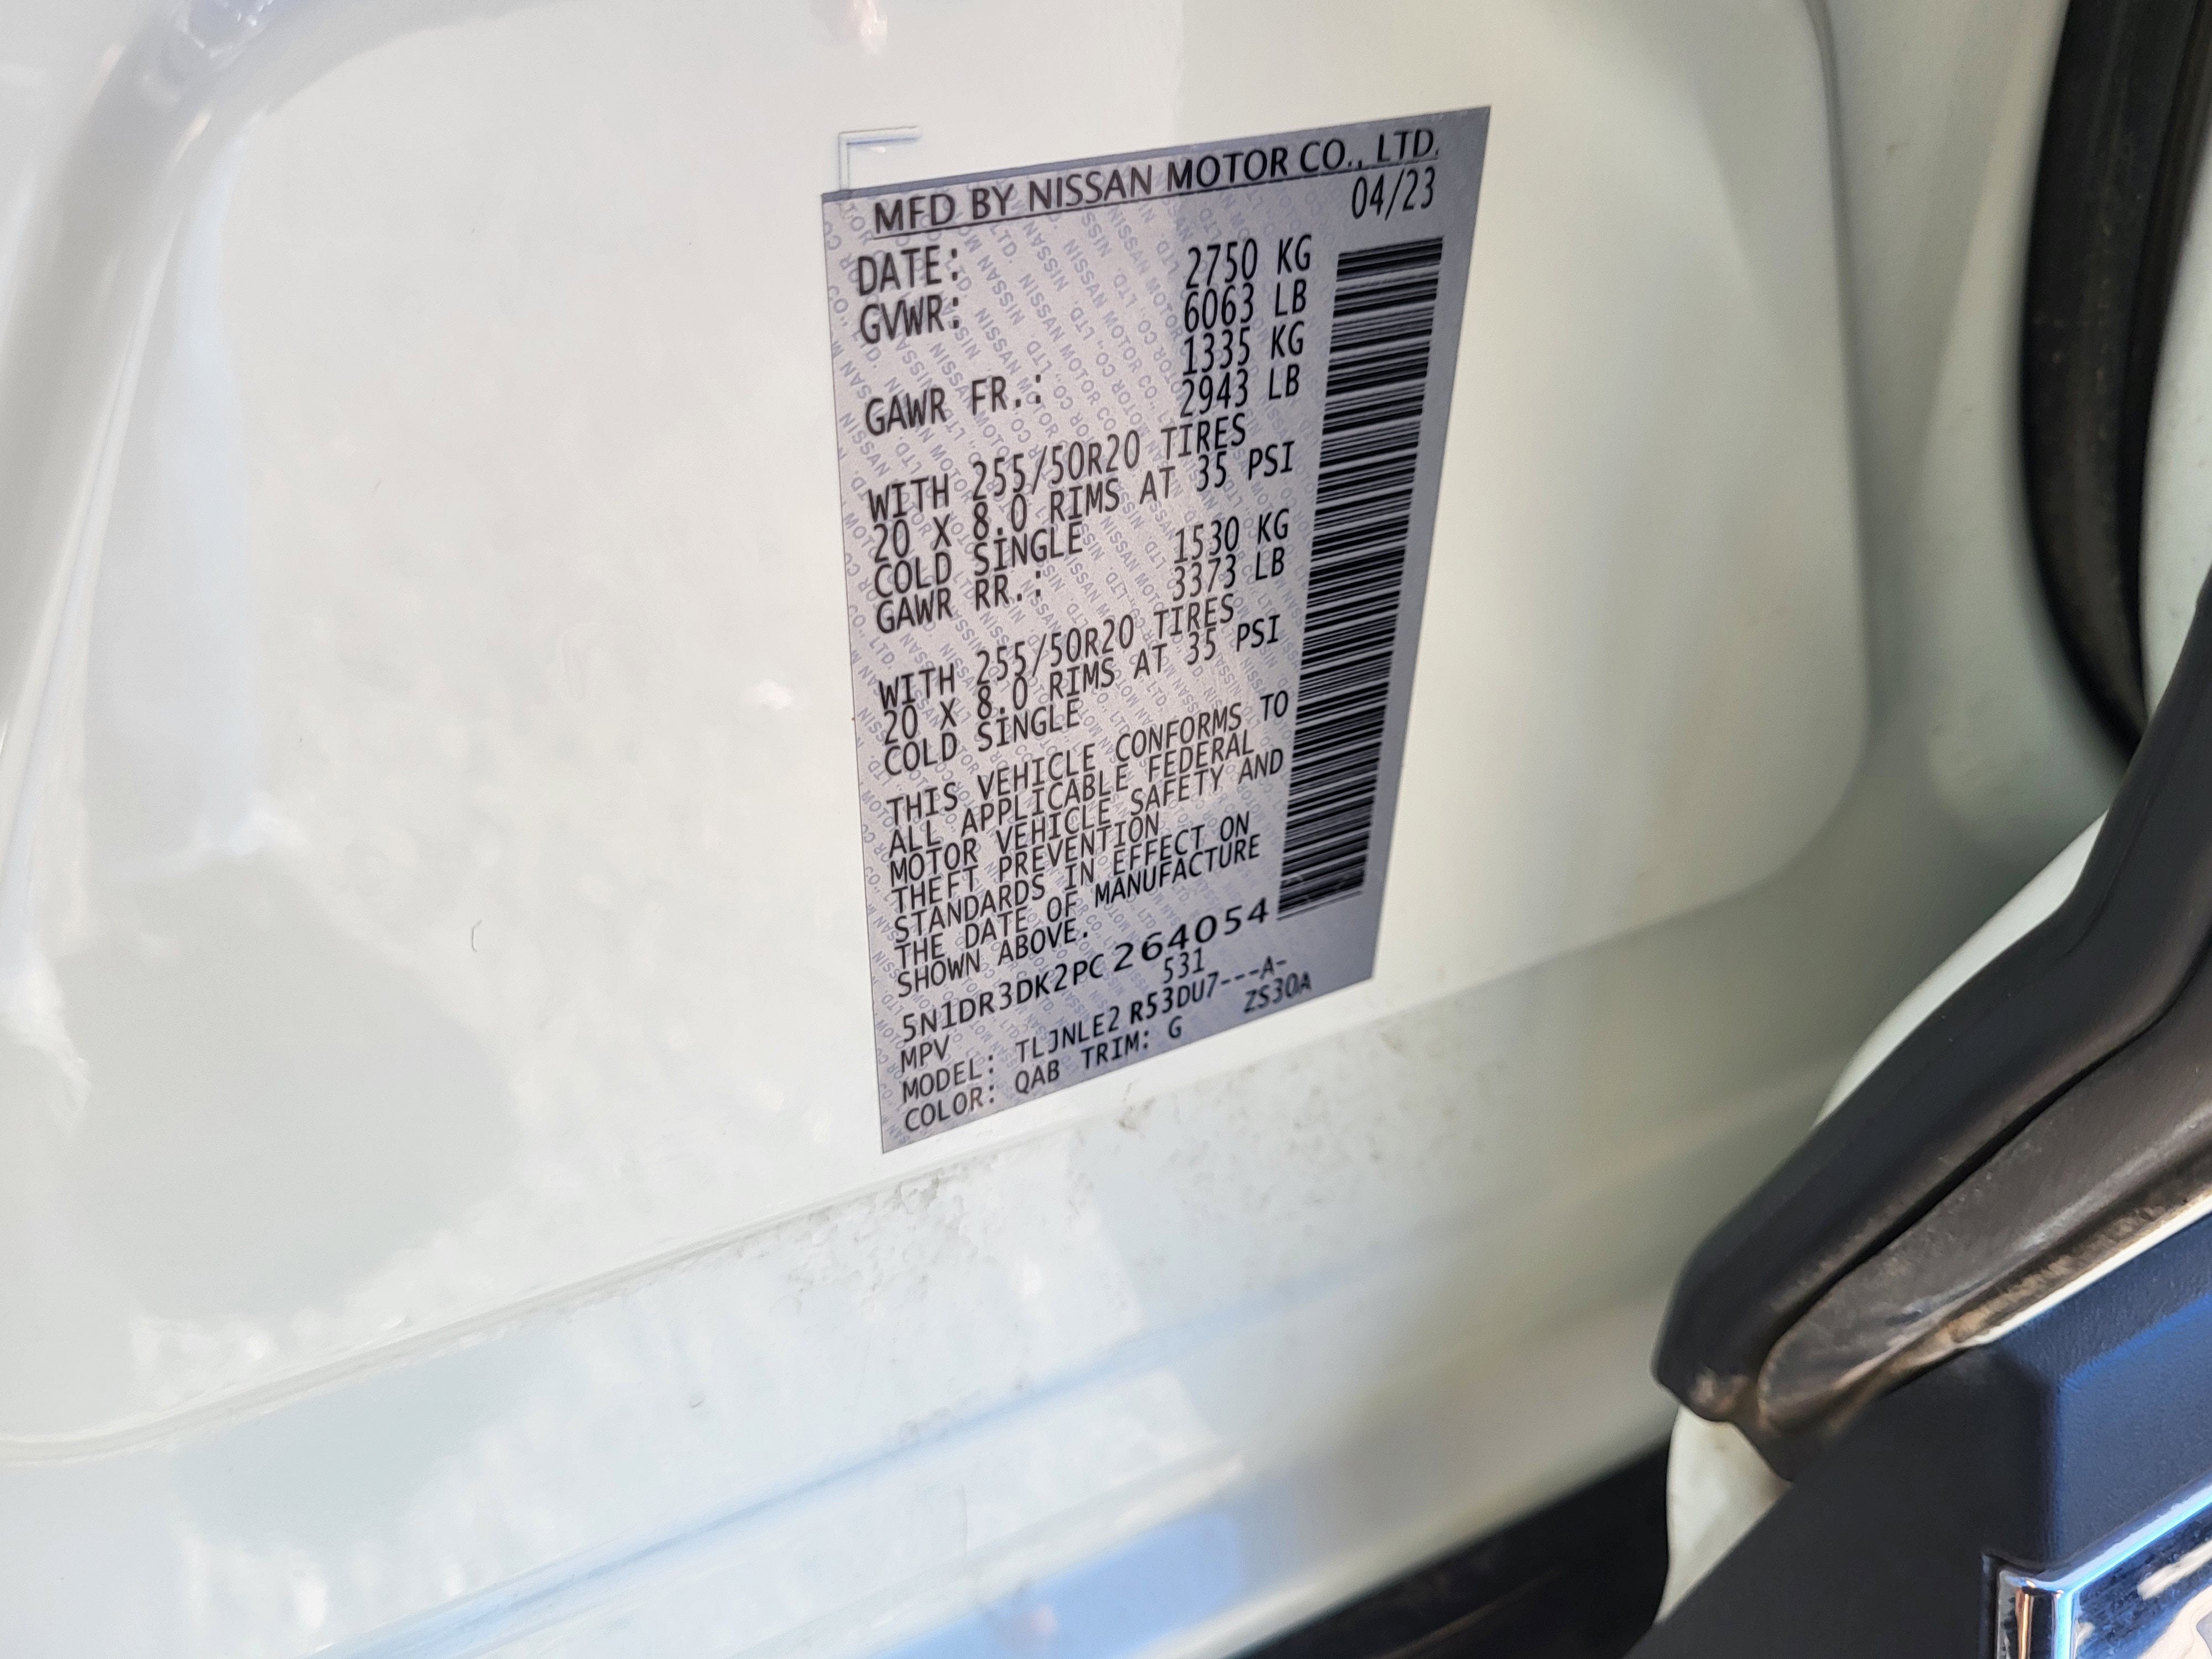 MFD BY NISSAN MOTOR CO., LTD.
DATE: 04/23
GVWR: 2750 KG
6063 LB
GAWR FR.: 1335 KG
2943 LB
WITH 255/50R20 TIRES
20 X 8.0 RIMS AT 35 PSI
COLD SINGLE
GAWR RR.: 1530 KG
3373 LB
WITH 255/50R20 TIRES
20 X 8.0 RIMS AT 35 PSI
COLD SINGLE
THIS VEHICLE CONFORMS TO
ALL APPLICABLE FEDERAL
MOTOR VEHICLE SAFETY AND
THEFT PREVENTION
STANDARDS IN EFFECT ON
THE DATE OF MANUFACTURE
SHOWN ABOVE.
5N1DR3DK2PC264054
MPV 531
MODEL: TLJNLE2 R53DU7---A-
COLOR: QAB TRIM: G ZS30A